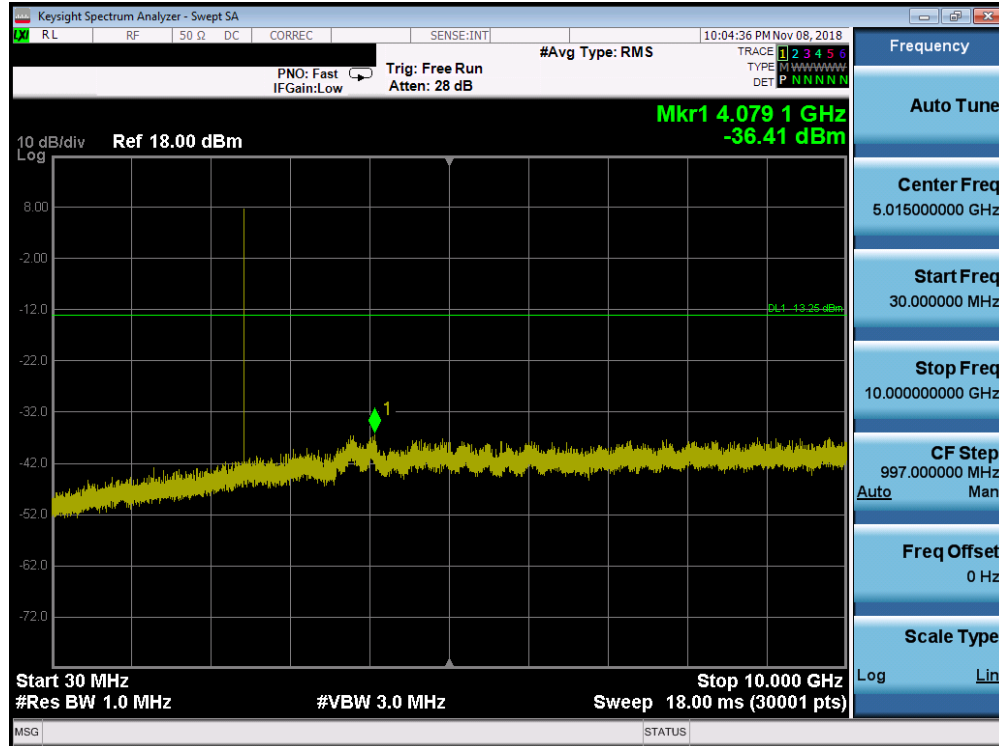 Keysight Spectrum Analyzer - Swept SA
LXI RL RF 50 Ω DC CORREC SENSE:INT 10:04:36 PM Nov 08, 2018
#Avg Type: RMS TRACE 1 2 3 4 5 6
PNO: Fast Trig: Free Run TYPE M WWWWW
IFGain:Low Atten: 28 dB DET P N N N N N
Mkr1 4.079 1 GHz
-36.41 dBm
10 dB/div Ref 18.00 dBm
Log
8.00
-2.00
-12.0
DL1 -13.25 dBm
-22.0
-32.0
1
-42.0
-52.0
-62.0
-72.0
Start 30 MHz Stop 10.000 GHz
#Res BW 1.0 MHz #VBW 3.0 MHz Sweep 18.00 ms (30001 pts)
MSG STATUS
Frequency
Auto Tune
Center Freq
5.015000000 GHz
Start Freq
30.000000 MHz
Stop Freq
10.000000000 GHz
CF Step
997.000000 MHz
Auto Man
Freq Offset
0 Hz
Scale Type
Log Lin